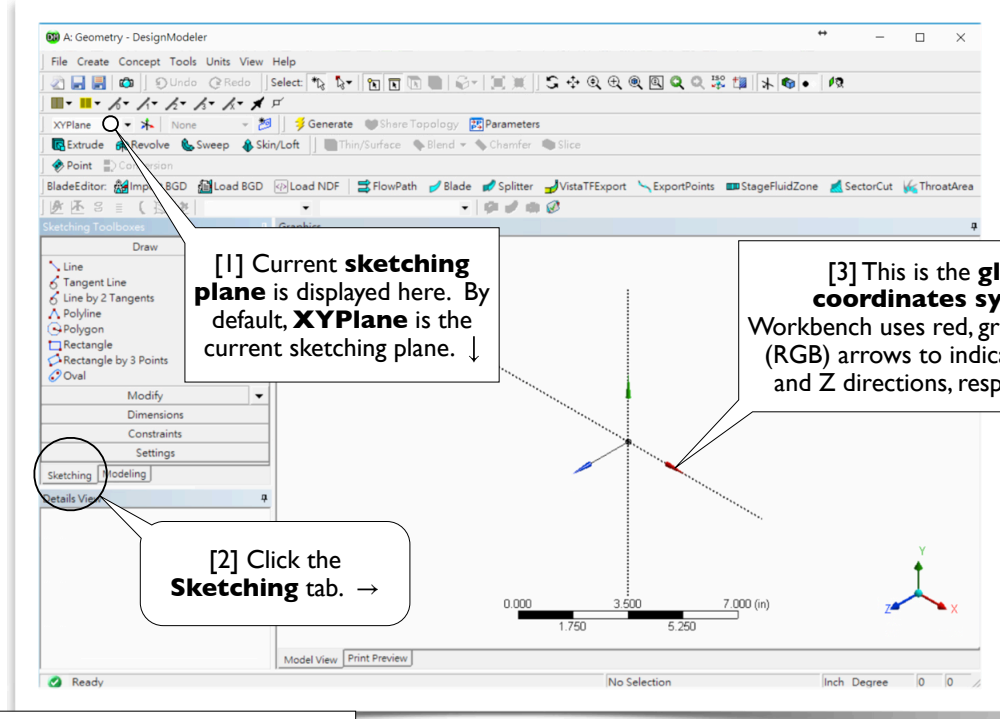 A: Geometry - DesignModeler
File Create Concept Tools Units View Help
Undo Redo Select:
XYPlane None Generate Share Topology Parameters
Extrude Revolve Sweep Skin/Loft Thin/Surface Blend Chamfer Slice
Point Conversion
BladeEditor: Import BGD Load BGD Load NDF FlowPath Blade Splitter VistaTFExport ExportPoints StageFluidZone SectorCut ThroatArea
Sketching Toolboxes Graphics
Draw
Line
Tangent Line
Line by 2 Tangents
Polyline
Polygon
Rectangle
Rectangle by 3 Points
Oval
Modify
Dimensions
Constraints
Settings
Sketching Modeling
Details View
[1] Current sketching
plane is displayed here. By
default, XYPlane is the
current sketching plane. ↓
[2] Click the
Sketching tab. →
[3] This is the gl
coordinates sy
Workbench uses red, gr
(RGB) arrows to indica
and Z directions, resp
0.000 3.500 7.000 (in)
1.750 5.250
Y
Z X
Model View Print Preview
Ready No Selection Inch Degree 0 0